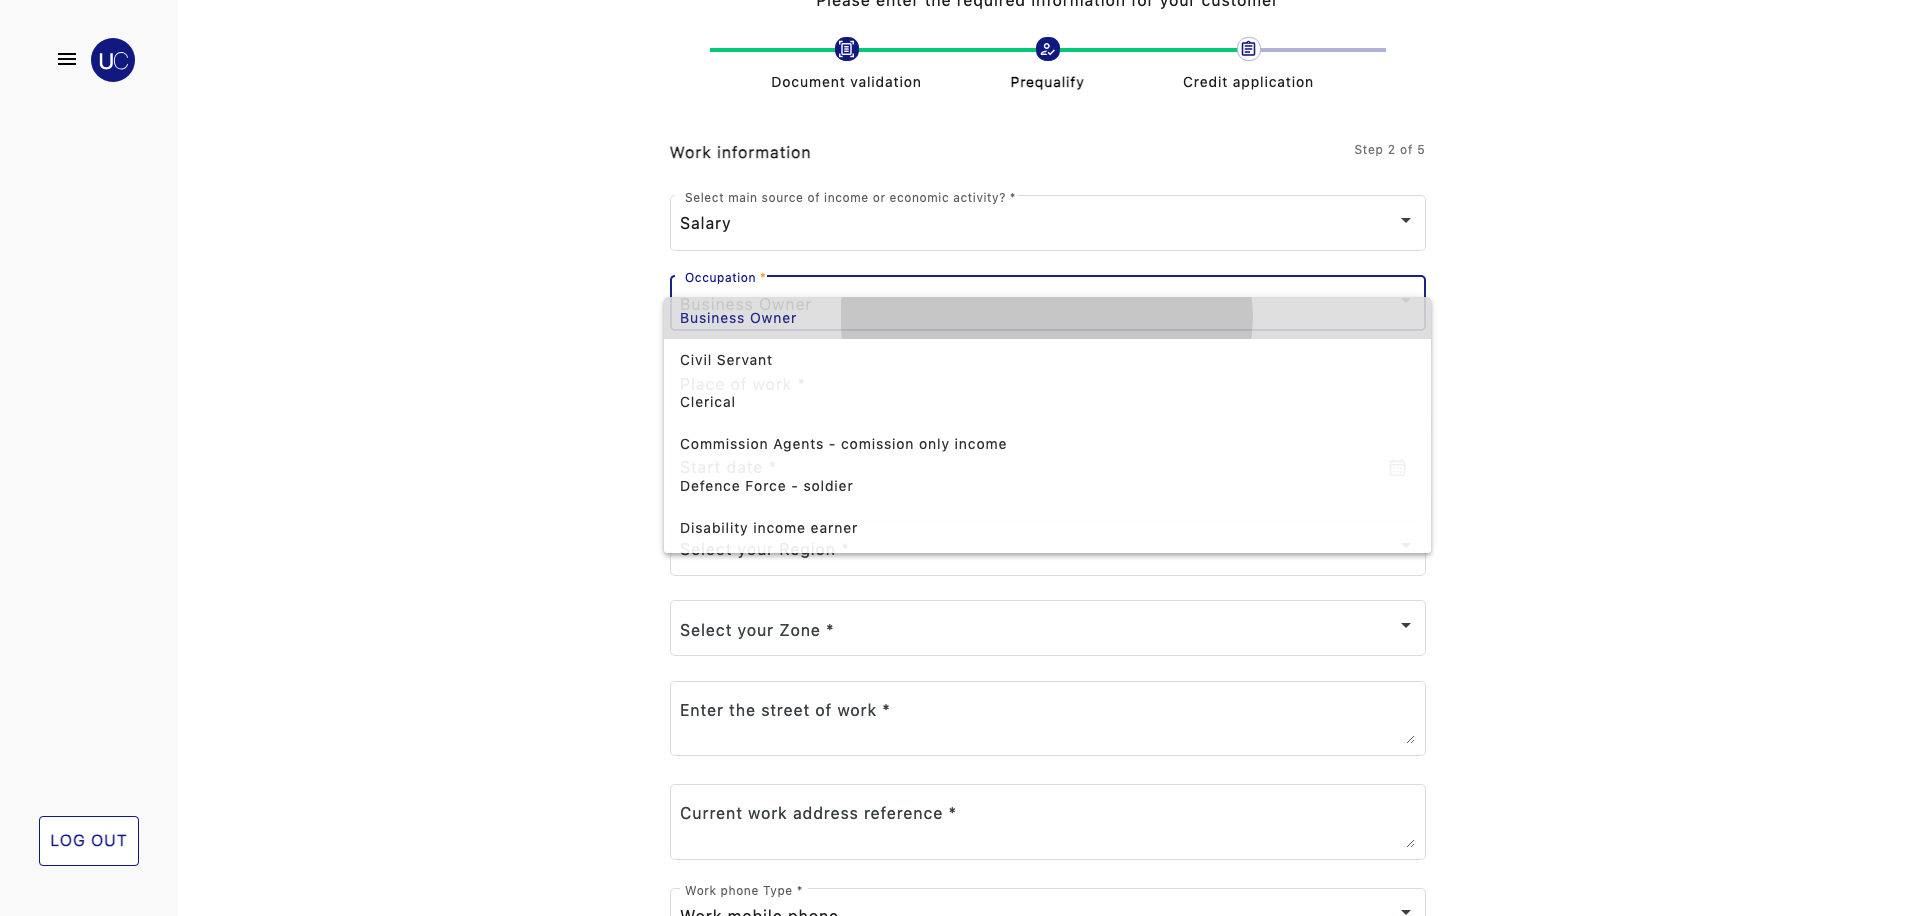 Please enter the required information for your customer
UC
Document validation
Prequalify
Credit application
Work information
Step 2 of 5
Select main source of income or economic activity? *
Salary
Occupation *
Business Owner
Business Owner
Civil Servant
Place of work *
Clerical
Commission Agents - comission only income
Start date *
Defence Force - soldier
Disability income earner
Select your Region *
Select your Zone *
Enter the street of work *
Current work address reference *
LOG OUT
Work phone Type *
Work mobile phone